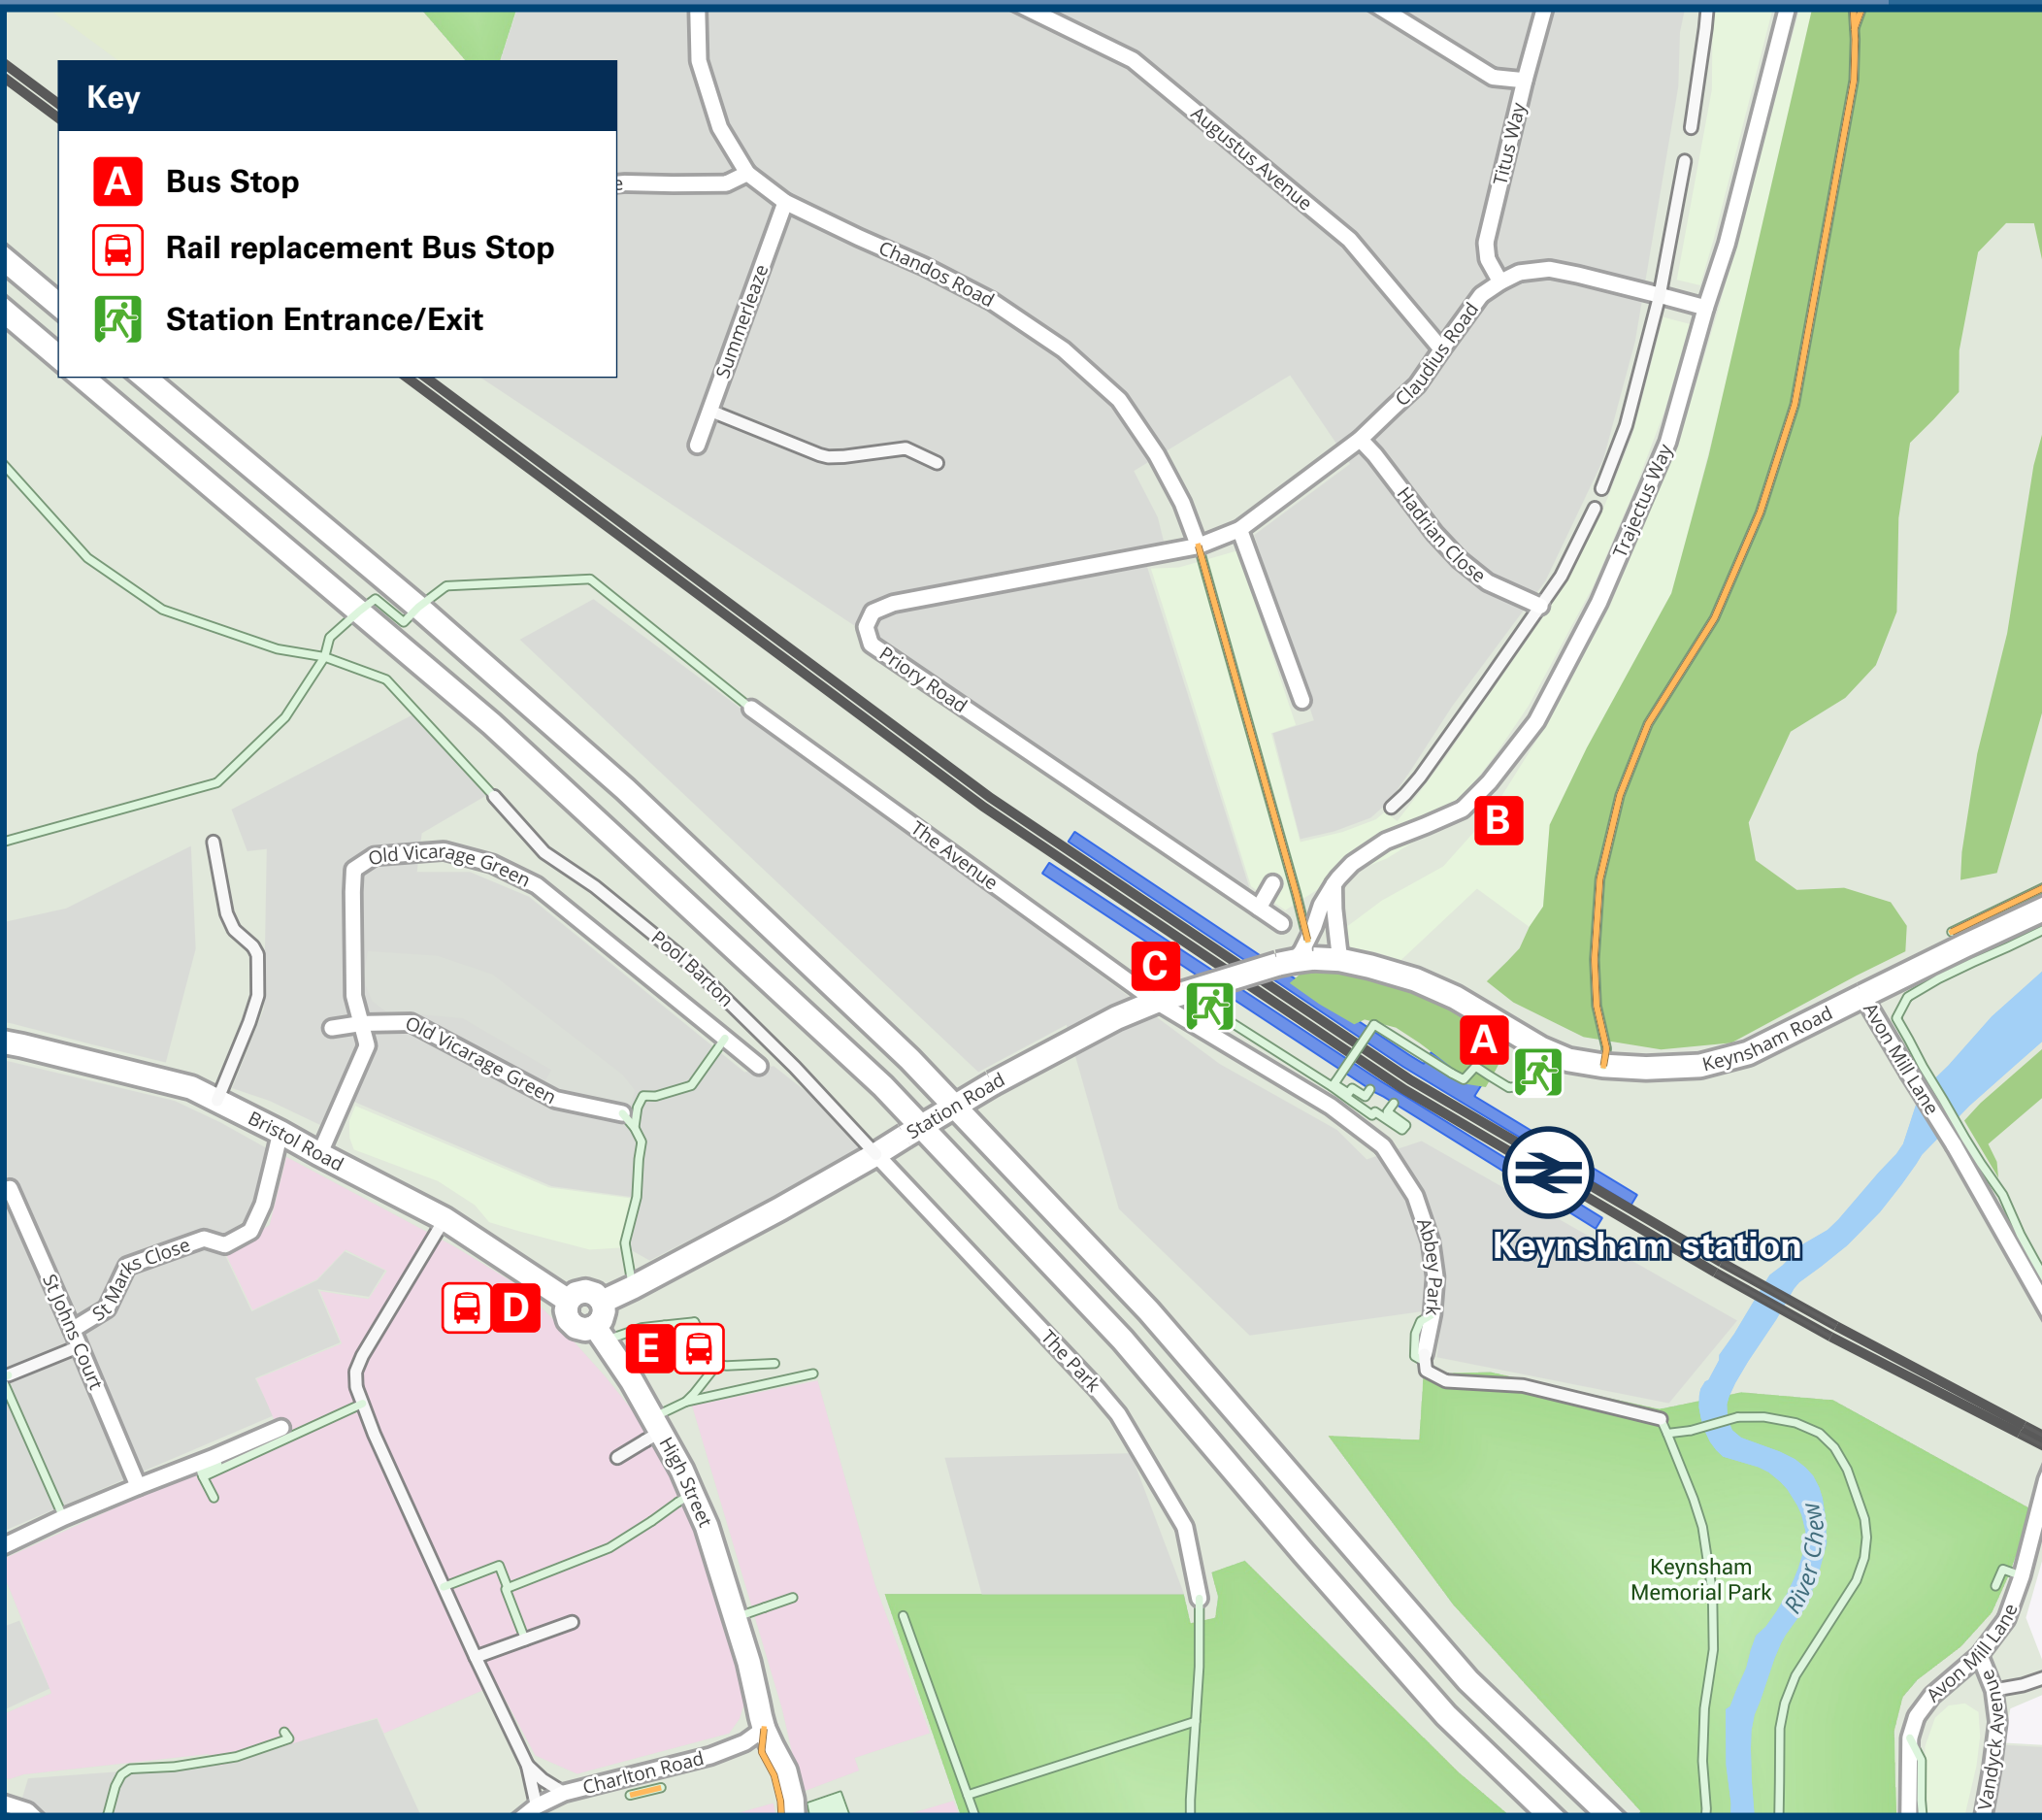 Key
A Bus Stop
Rail replacement Bus Stop
Station Entrance/Exit
e
Augustus Avenue
Titus Way
Chandos Road
Summerleaze
Claudius Road
Hadrian Close
Trajectus Way
Priory Road
The Avenue
B
Old Vicarage Green
Pool Barton
C
Old Vicarage Green
A
Keynsham Road
Avon Mill Lane
Station Road
Bristol Road
Keynsham station
Abbey Park
St Marks Close
St Johns Court
D
E
The Park
High Street
River Chew
Keynsham
Memorial Park
Avon Mill Lane
Vandyck Avenue
Charlton Road